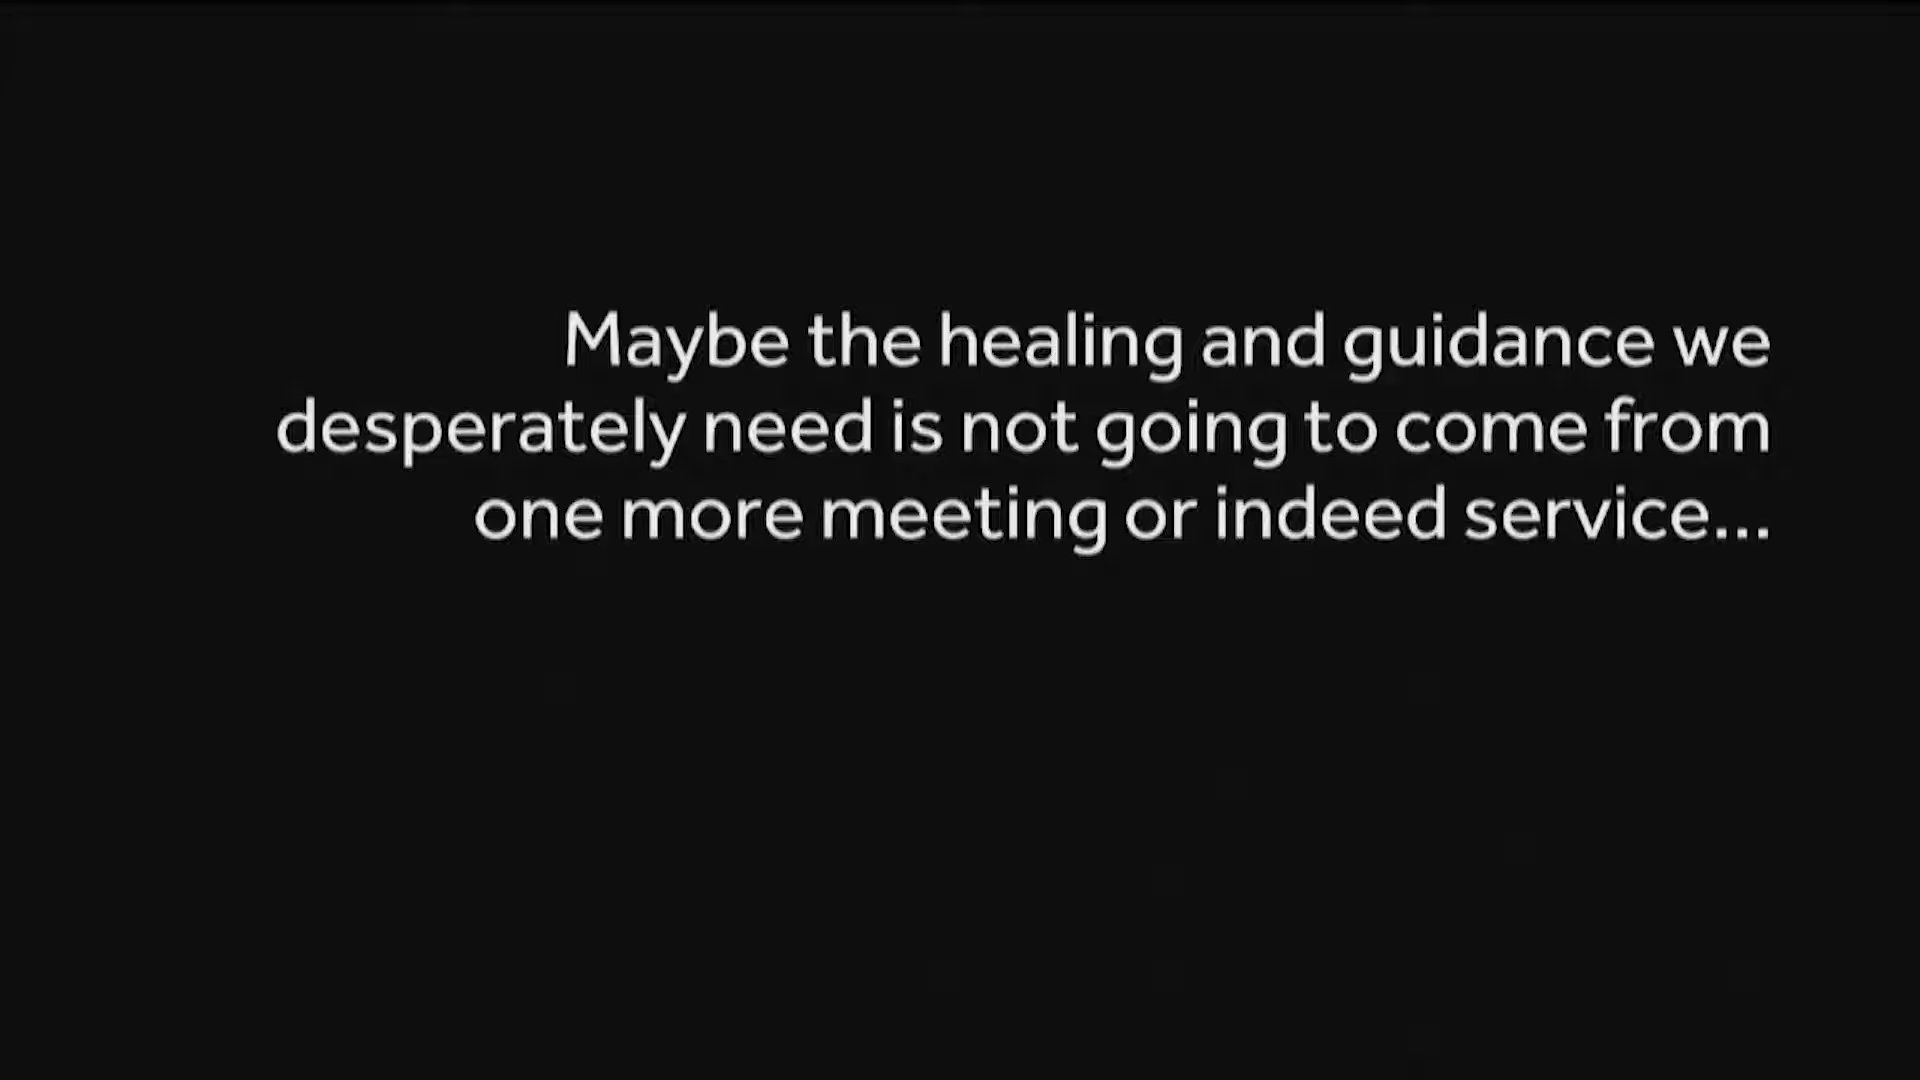 Maybe the healing and guidance we
desperately need is not going to come from
one more meeting or indeed service...